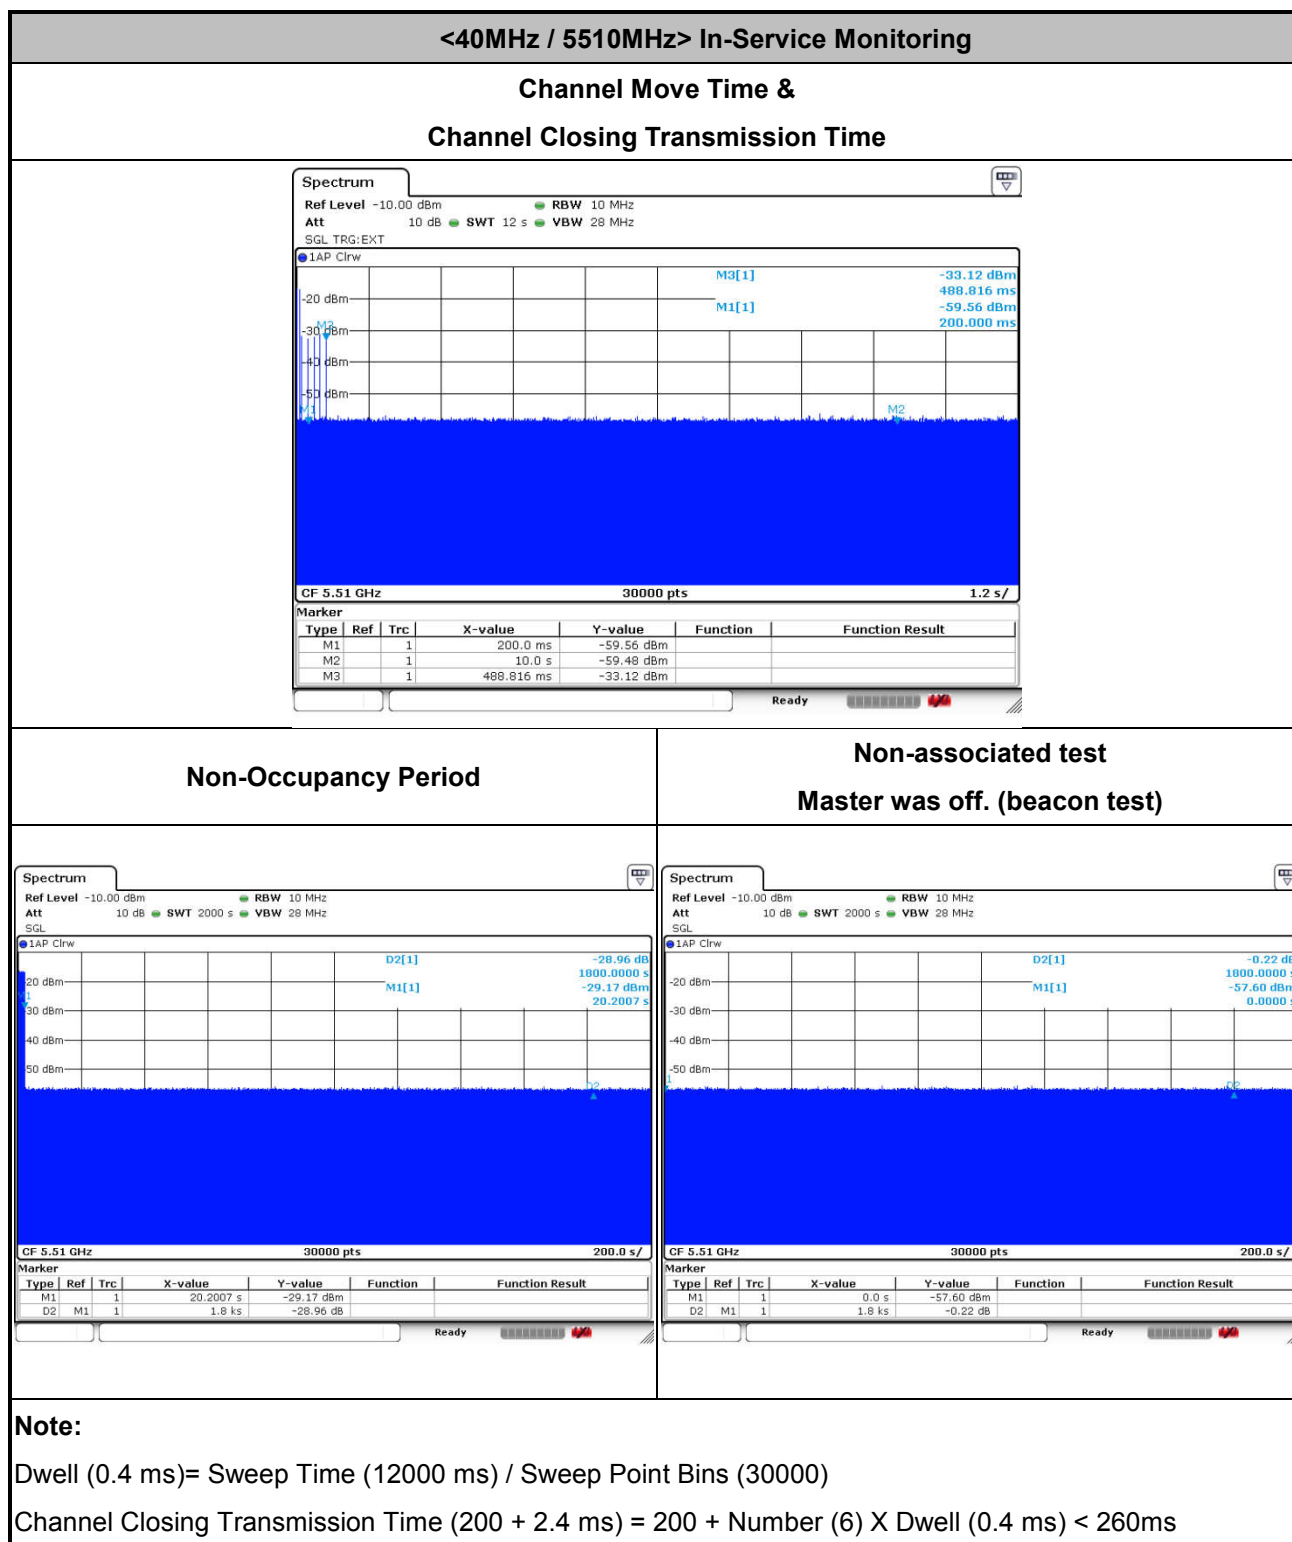 <40MHz / 5510MHz> In-Service Monitoring
Channel Move Time &
Channel Closing Transmission Time
Spectrum
Ref Level -10.00 dBm RBW 10 MHz
Att 10 dB SWT 12 s VBW 28 MHz
SGL TRG:EXT
1AP Clrw
M3[1] -33.12 dBm
488.816 ms
-20 dBm
M1[1] -59.56 dBm
200.000 ms
M3
-30 dBm
-40 dBm
-50 dBm
M1
M2
CF 5.51 GHz 30000 pts 1.2 s/
Marker
Type Ref Trc X-value Y-value Function Function Result
M1 1 200.0 ms -59.56 dBm
M2 1 10.0 s -59.48 dBm
M3 1 488.816 ms -33.12 dBm
Ready
Non-Occupancy Period
Non-associated test
Master was off. (beacon test)
Spectrum
Ref Level -10.00 dBm RBW 10 MHz
Att 10 dB SWT 2000 s VBW 28 MHz
SGL
1AP Clrw
D2[1] -28.96 dB
1800.0000 s
-20 dBm
M1[1] -29.17 dBm
20.2007 s
-30 dBm
-40 dBm
-50 dBm
D2
CF 5.51 GHz 30000 pts 200.0 s/
Marker
Type Ref Trc X-value Y-value Function Function Result
M1 1 20.2007 s -29.17 dBm
D2 M1 1 1.8 ks -28.96 dB
Ready
Spectrum
Ref Level -10.00 dBm RBW 10 MHz
Att 10 dB SWT 2000 s VBW 28 MHz
SGL
1AP Clrw
D2[1] -0.22 dB
1800.0000 s
-20 dBm
M1[1] -57.60 dBm
0.0000 s
-30 dBm
-40 dBm
-50 dBm
D2
CF 5.51 GHz 30000 pts 200.0 s/
Marker
Type Ref Trc X-value Y-value Function Function Result
M1 1 0.0 s -57.60 dBm
D2 M1 1 1.8 ks -0.22 dB
Ready
Note:
Dwell (0.4 ms)= Sweep Time (12000 ms) / Sweep Point Bins (30000)
Channel Closing Transmission Time (200 + 2.4 ms) = 200 + Number (6) X Dwell (0.4 ms) < 260ms